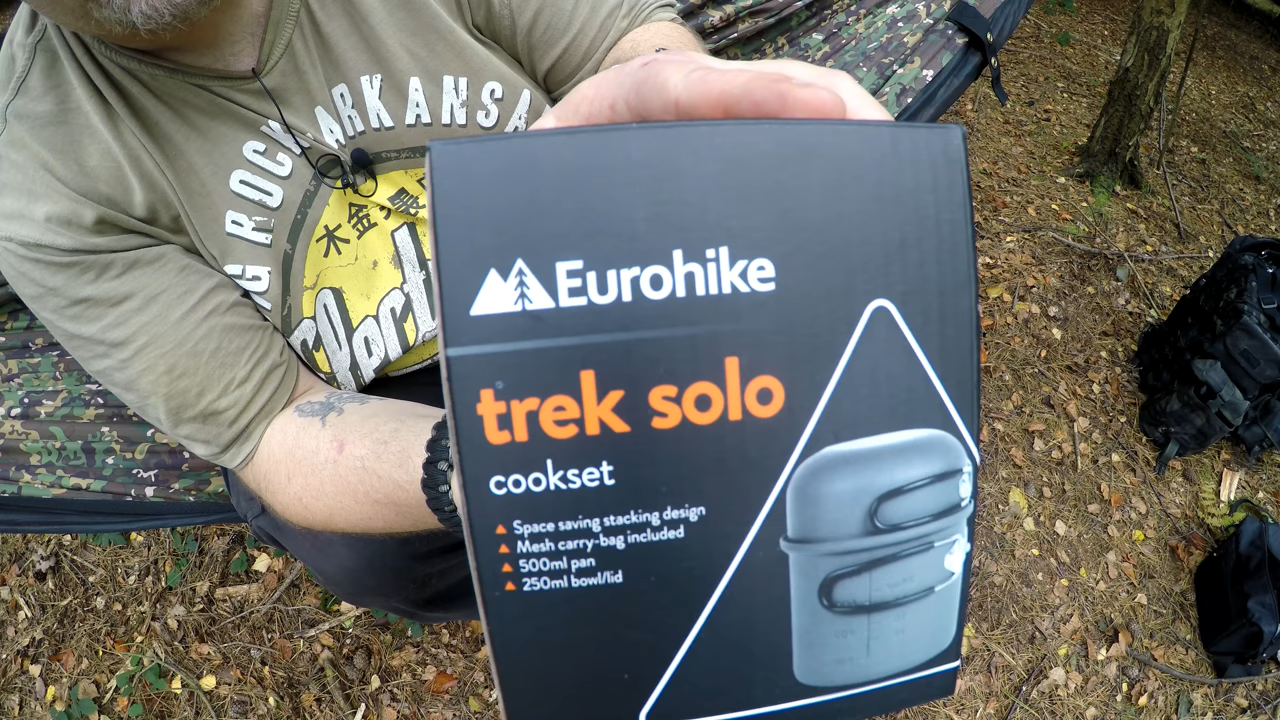 ROCK, ARKANSA
木金
Eurohike
trek solo
cookset
Space saving stacking design
Mesh carry-bag included
500ml pan
250ml bowl/lid